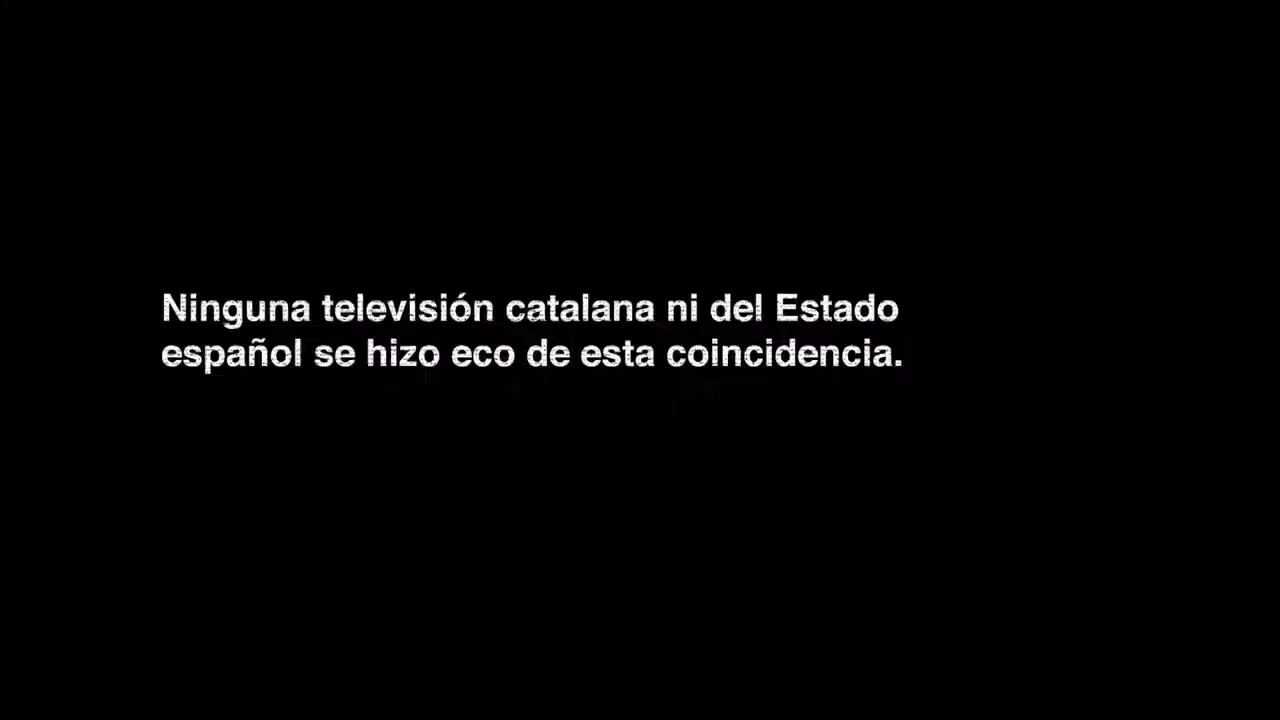 Ninguna televisión catalana ni del Estado
español se hizo eco de esta coincidencia.